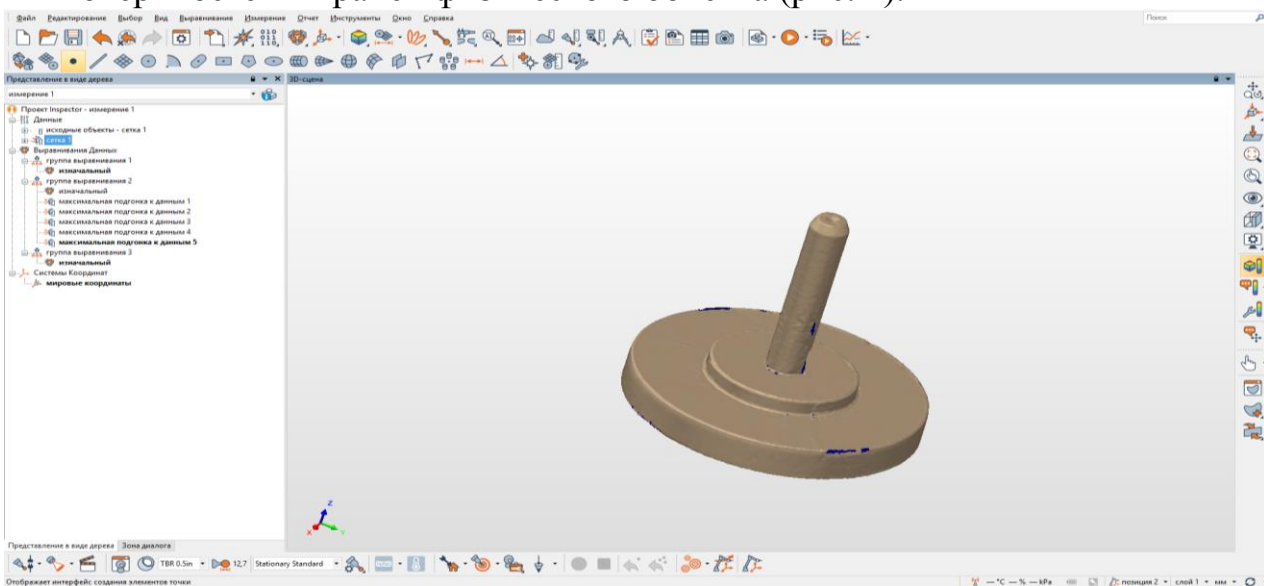 Файл Редактирование Выбор Вид Выравнивание Измерение Отчет Инструменты Окно Справка
Поиск
Представление в виде дерева
3D-сцена
измерение 1
Проект Inspector - измерение 1
Данные
исходные объекты - сетка 1
сетка 1
Выравнивания Данных
группа выравнивания 1
изначальный
группа выравнивания 2
изначальный
максимальная подгонка к данным 1
максимальная подгонка к данным 2
максимальная подгонка к данным 3
максимальная подгонка к данным 4
максимальная подгонка к данным 5
группа выравнивания 3
изначальный
Системы Координат
мировые координаты
z
x
y
Представление в виде дерева Зона диалога
TBR 0.5in 12,7 Stationary Standard
Отображает интерфейс создания элементов точки
—°C —% —kPa позиция 2 слой 1 мм